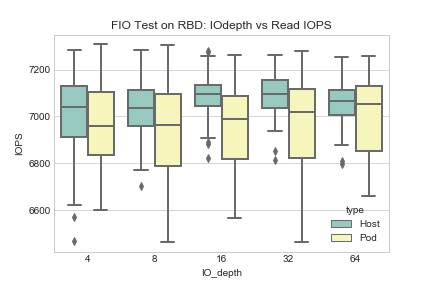 FIO Test on RBD: IOdepth vs Read IOPS
7200
7000
6800
6600
IOPS
type
Host
Pod
4 8 16 32 64
IO_depth